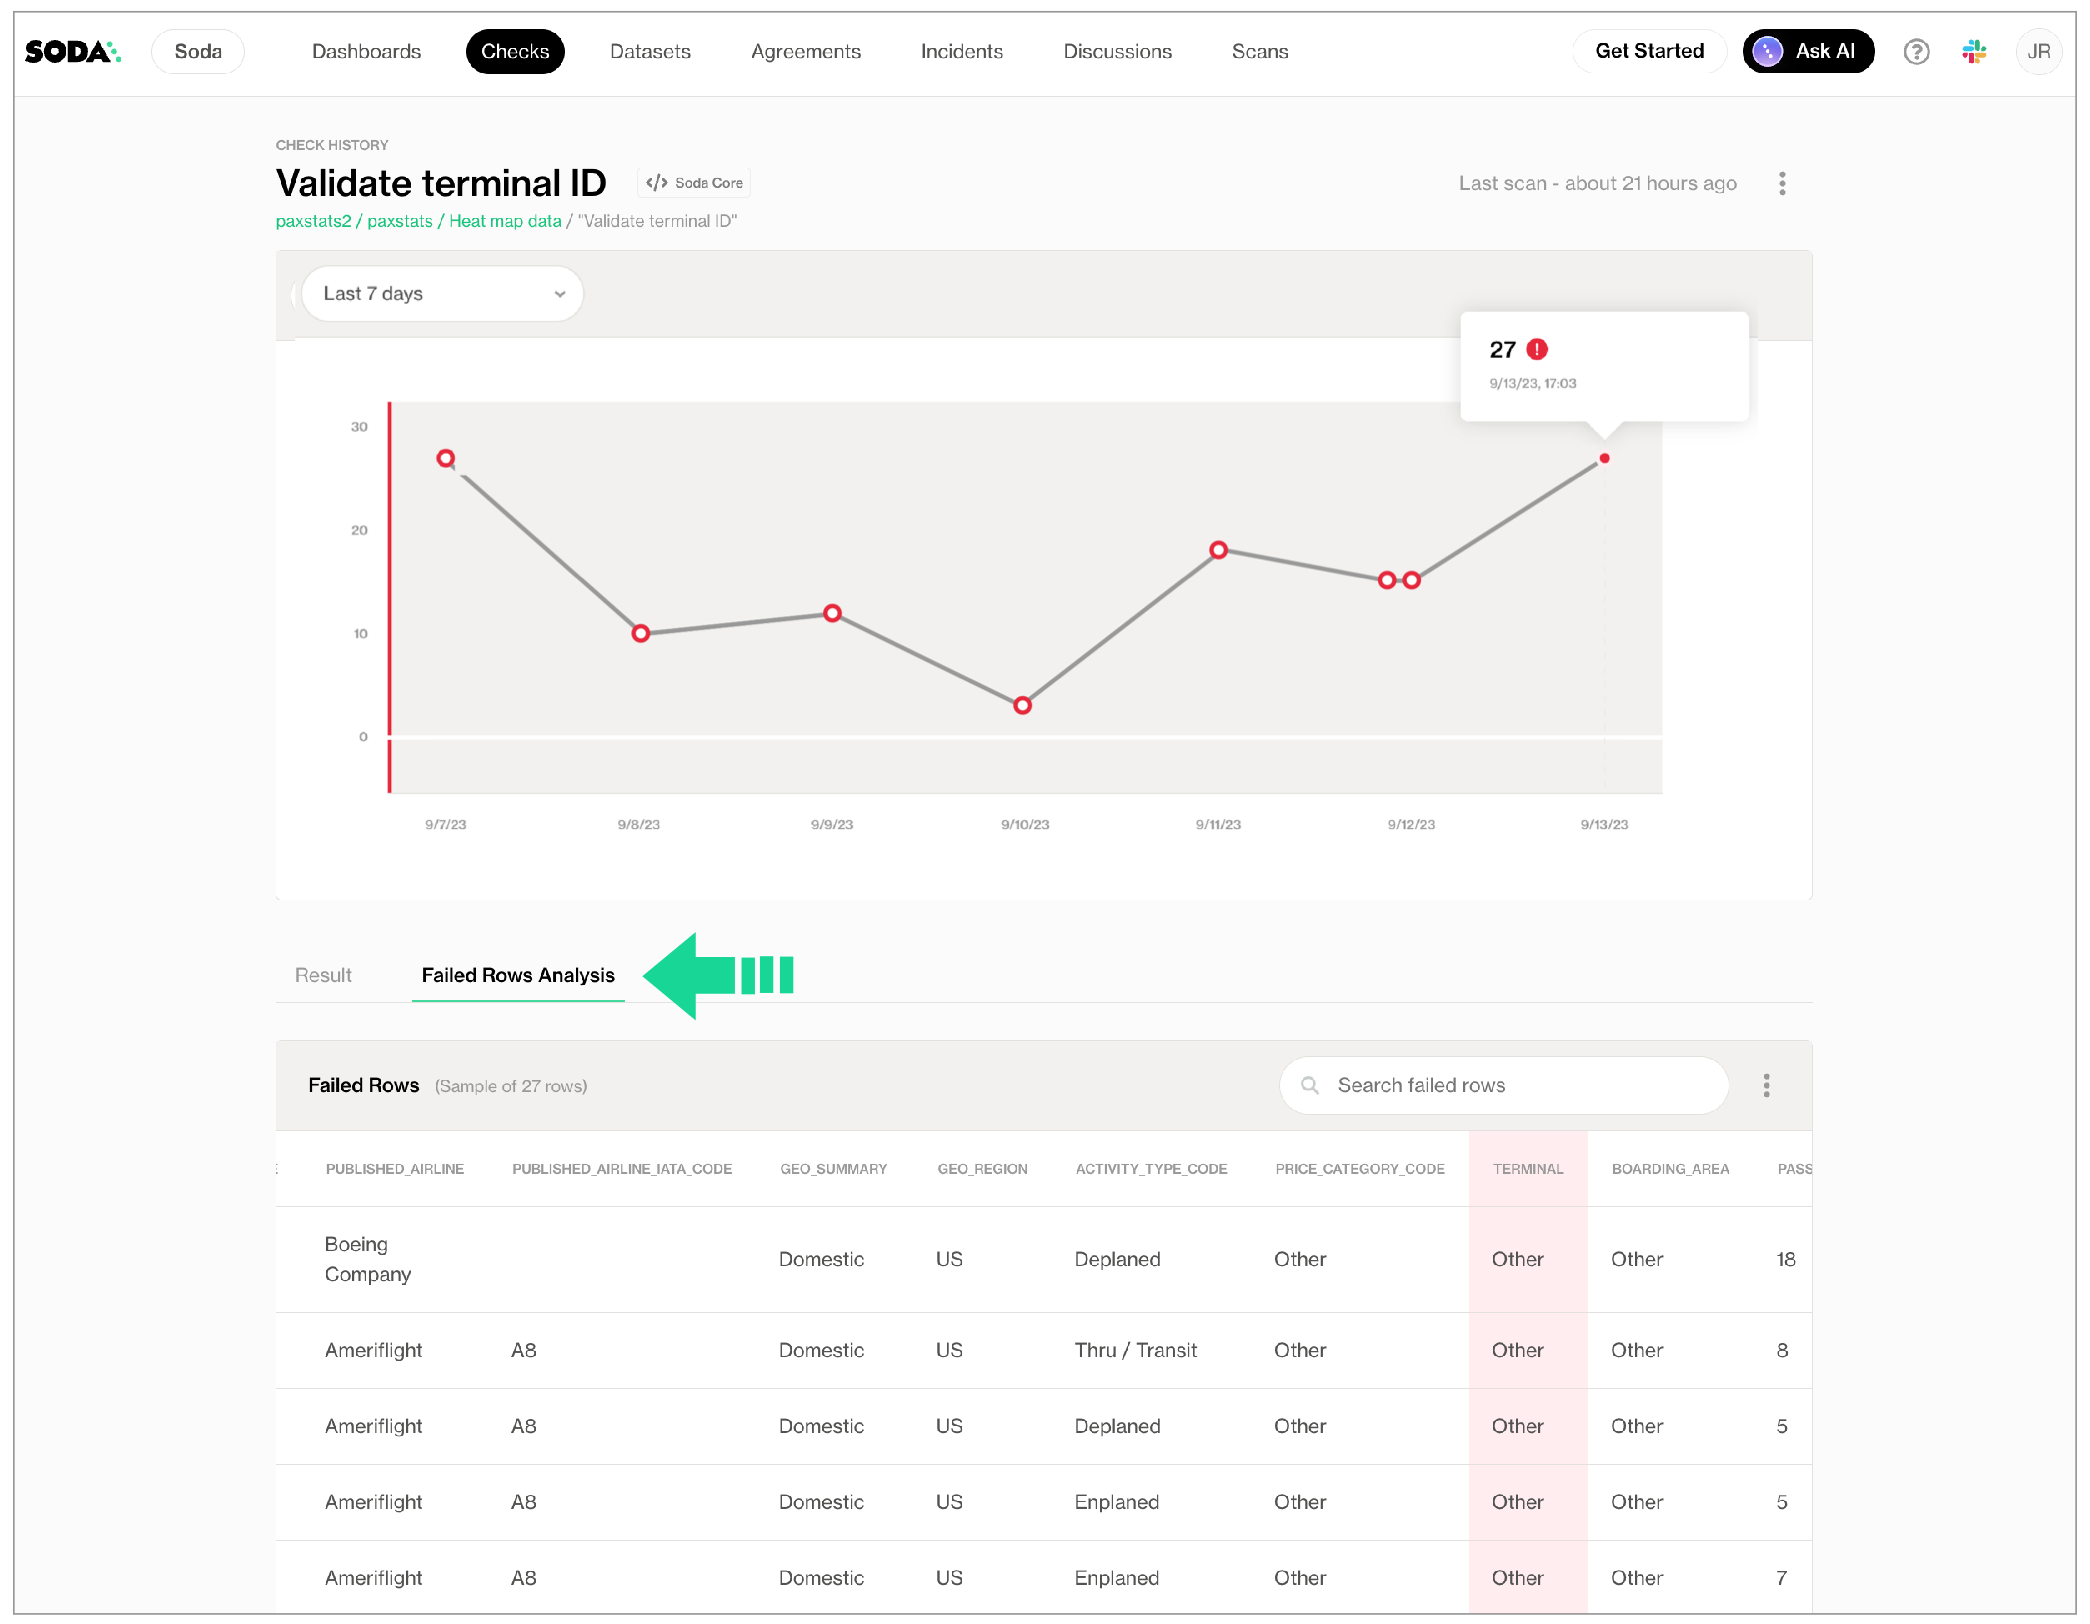 SODA Soda Dashboards Checks Datasets Agreements Incidents Discussions Scans Get Started Ask AI ? JR
CHECK HISTORY
Validate terminal ID </> Soda Core Last scan - about 21 hours ago
paxstats2 / paxstats / Heat map data / "Validate terminal ID"
Last 7 days
27 !
9/13/23, 17:03
30
20
10
0
9/7/23 9/8/23 9/9/23 9/10/23 9/11/23 9/12/23 9/13/23
Result Failed Rows Analysis
Failed Rows (Sample of 27 rows) Search failed rows
PUBLISHED_AIRLINE PUBLISHED_AIRLINE_IATA_CODE GEO_SUMMARY GEO_REGION ACTIVITY_TYPE_CODE PRICE_CATEGORY_CODE TERMINAL BOARDING_AREA PASS
Boeing
Company Domestic US Deplaned Other Other Other 18
Ameriflight A8 Domestic US Thru / Transit Other Other Other 8
Ameriflight A8 Domestic US Deplaned Other Other Other 5
Ameriflight A8 Domestic US Enplaned Other Other Other 5
Ameriflight A8 Domestic US Enplaned Other Other Other 7